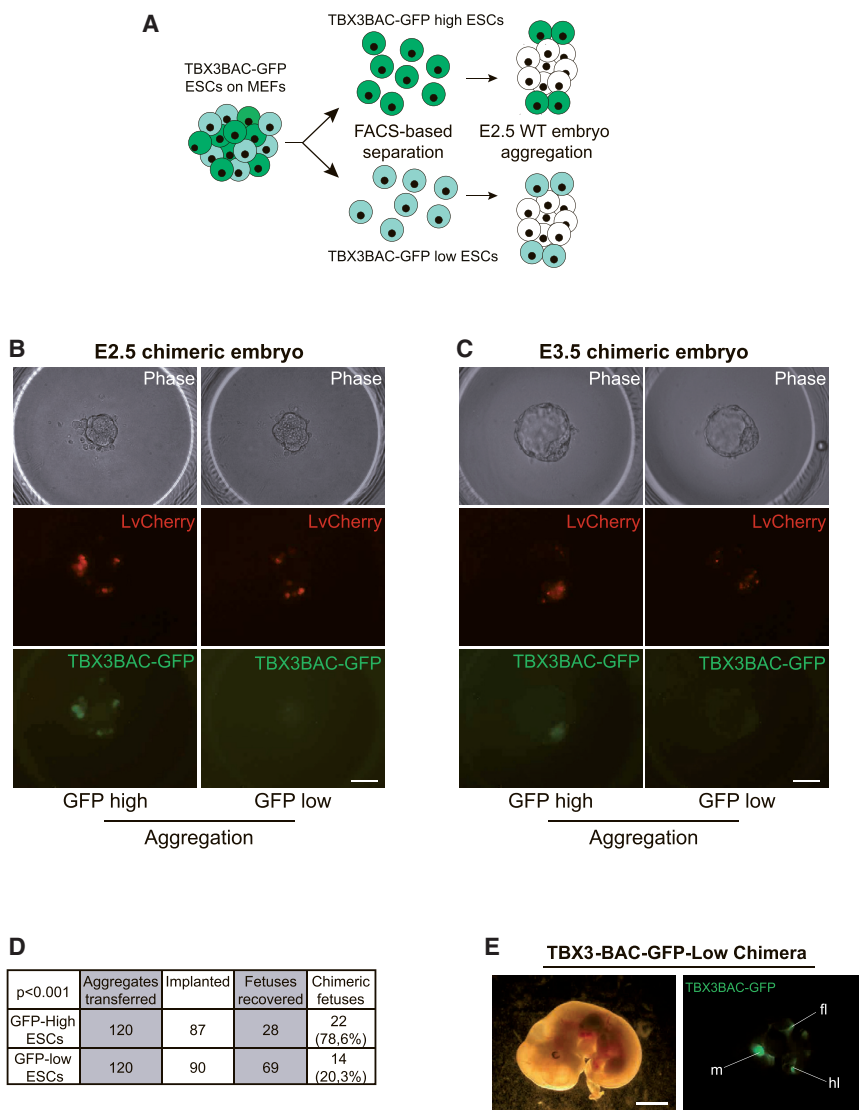 A
TBX3BAC-GFP
ESCs on MEFs
TBX3BAC-GFP high ESCs
FACS-based
separation
E2.5 WT embryo
aggregation
TBX3BAC-GFP low ESCs
B
E2.5 chimeric embryo
Phase
Phase
LvCherry
LvCherry
TBX3BAC-GFP
TBX3BAC-GFP
GFP high
GFP low
Aggregation
C
E3.5 chimeric embryo
Phase
Phase
LvCherry
LvCherry
TBX3BAC-GFP
TBX3BAC-GFP
GFP high
GFP low
Aggregation
D
p<0.001
Aggregates
transferred
Implanted
Fetuses
recovered
Chimeric
fetuses
GFP-High
ESCs
120
87
28
22
(78,6%)
GFP-low
ESCs
120
90
69
14
(20,3%)
E
TBX3-BAC-GFP-Low Chimera
TBX3BAC-GFP
fl
m
hl